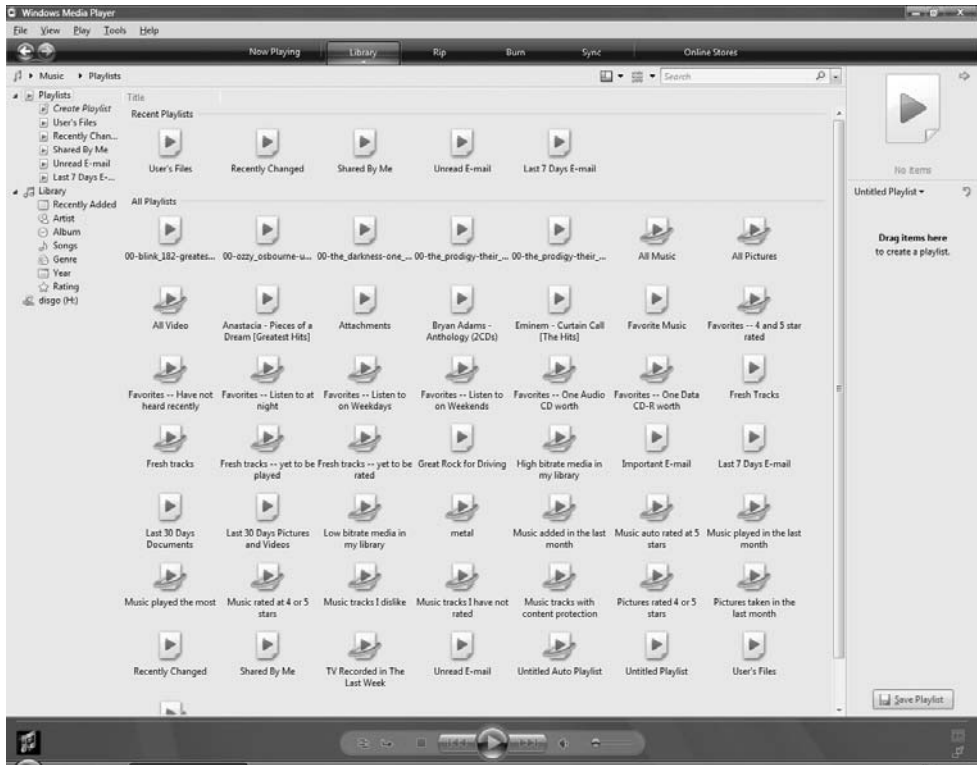 Windows Media Player
File View Play Tools Help
Now Playing Library Rip Burn Sync Online Stores
Music Playlists
Search
Playlists
Create Playlist
User's Files
Recently Chan...
Shared By Me
Unread E-mail
Last 7 Days E-...
Library
Recently Added
Artist
Album
Songs
Genre
Year
Rating
disgo (H:)
Title
Recent Playlists
User's Files Recently Changed Shared By Me Unread E-mail Last 7 Days E-mail
All Playlists
00-blink_182-greates... 00-ozzy_osbourne-u... 00-the_darkness-one_... 00-the_prodigy-their_... 00-the_prodigy-their_... All Music All Pictures
All Video Anastacia - Pieces of a Attachments Bryan Adams - Eminem - Curtain Call Favorite Music Favorites -- 4 and 5 star
Dream [Greatest Hits] Anthology (2CDs) [The Hits] rated
Favorites -- Have not Favorites -- Listen to at Favorites -- Listen to Favorites -- Listen to Favorites -- One Audio Favorites -- One Data Fresh Tracks
heard recently night on Weekdays on Weekends CD worth CD-R worth
Fresh tracks Fresh tracks -- yet to be Fresh tracks -- yet to be Great Rock for Driving High bitrate media in Important E-mail Last 7 Days E-mail
played rated my library
Last 30 Days Last 30 Days Pictures Low bitrate media in metal Music added in the last Music auto rated at 5 Music played in the last
Documents and Videos my library month stars month
Music played the most Music rated at 4 or 5 Music tracks I dislike Music tracks I have not Music tracks with Pictures rated 4 or 5 Pictures taken in the
stars rated content protection stars last month
Recently Changed Shared By Me TV Recorded in The Unread E-mail Untitled Auto Playlist Untitled Playlist User's Files
Last Week
No items
Untitled Playlist
Drag items here
to create a playlist.
Save Playlist